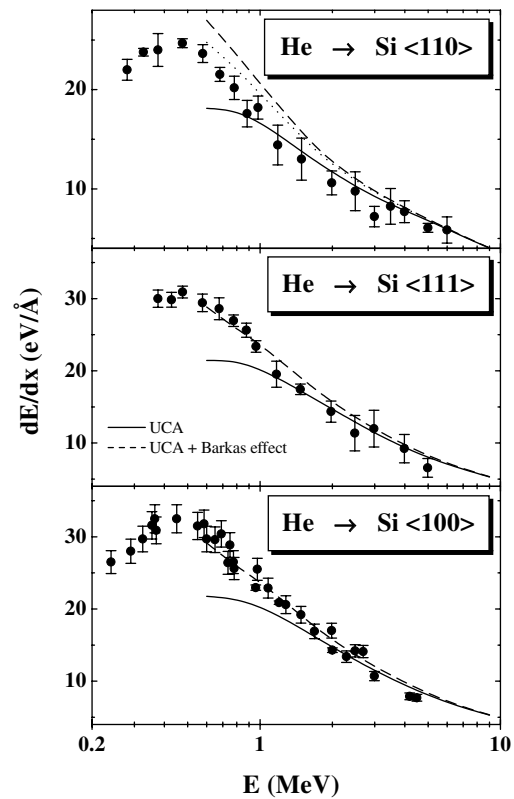 He → Si <110>
20
10
He → Si <111>
30
20
10
dE/dx (eV/Å)
UCA
UCA + Barkas effect
He → Si <100>
30
20
10
0.2
1
10
E (MeV)